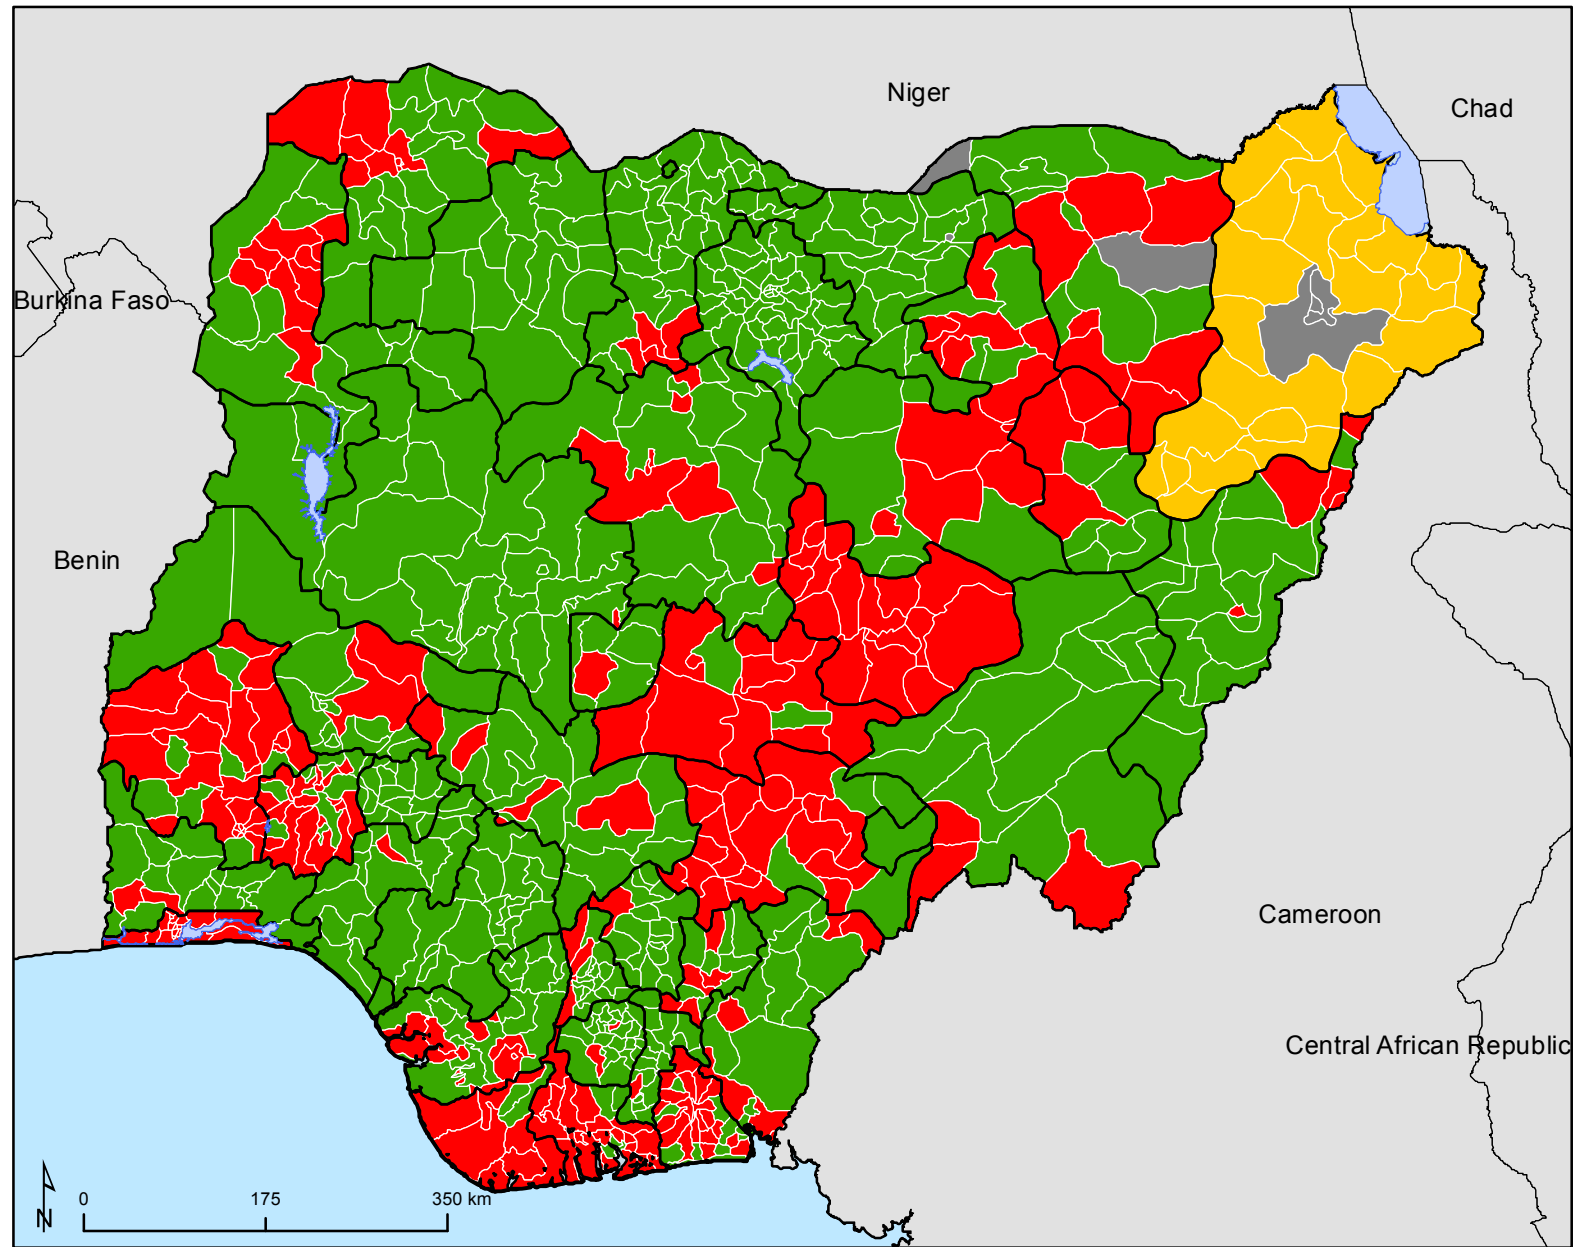 Niger
Chad
Burkina Faso
Benin
Cameroon
Central African Republic
N
0 175 350 km